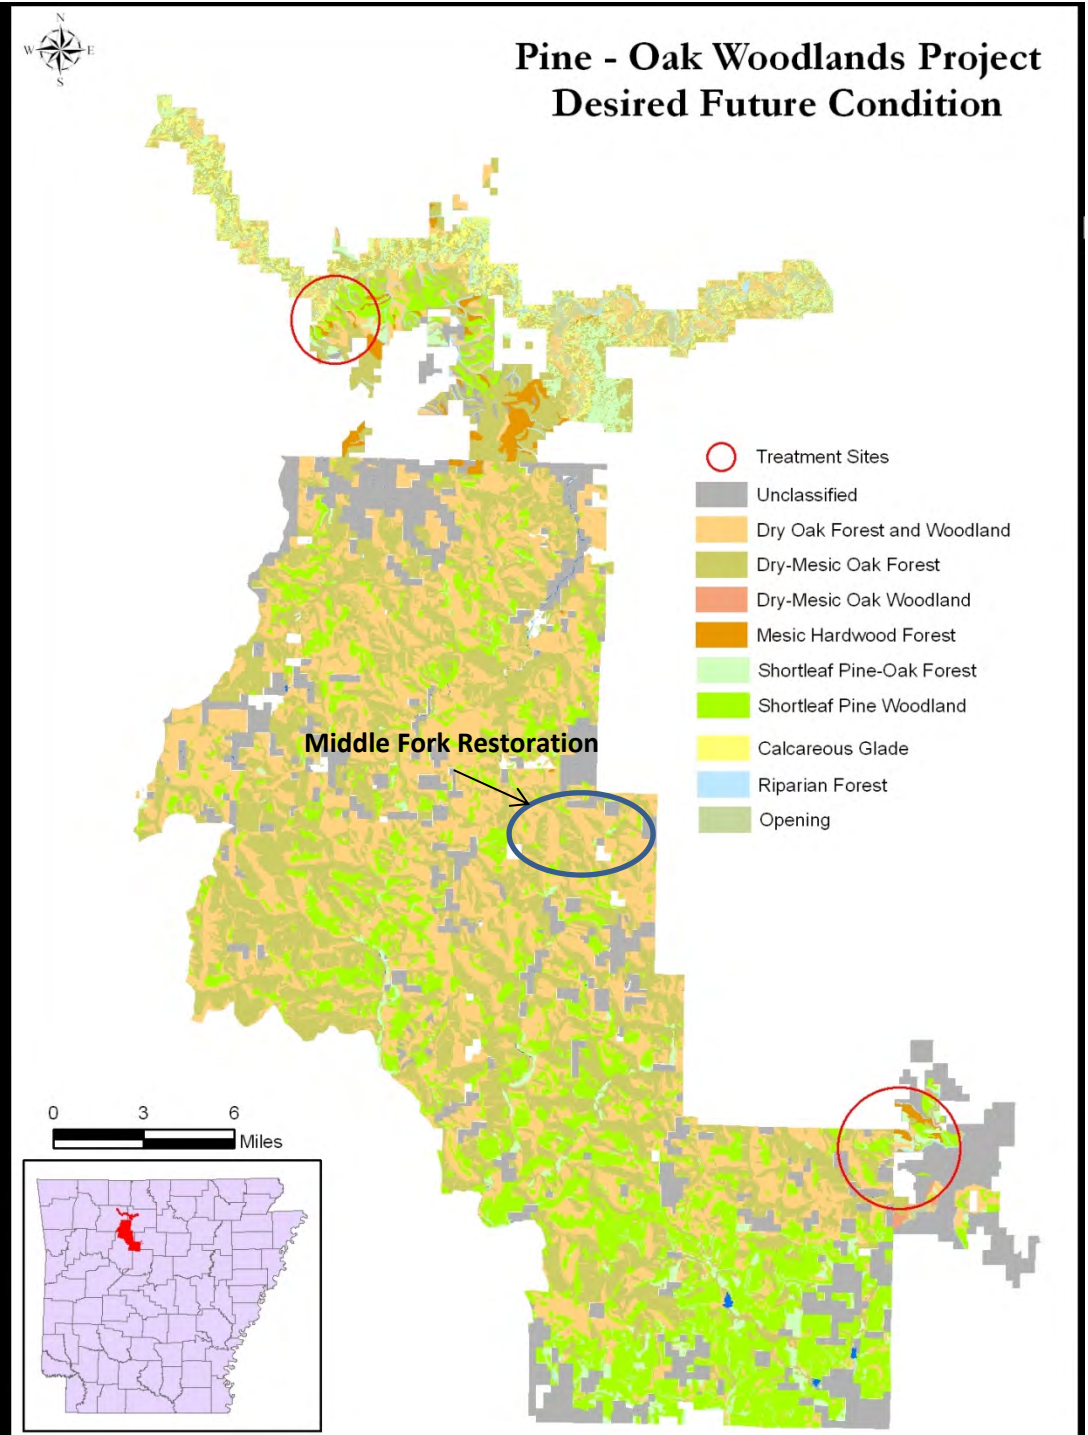 N
W E
S
Pine - Oak Woodlands Project
Desired Future Condition
Treatment Sites
Unclassified
Dry Oak Forest and Woodland
Dry-Mesic Oak Forest
Dry-Mesic Oak Woodland
Mesic Hardwood Forest
Shortleaf Pine-Oak Forest
Shortleaf Pine Woodland
Calcareous Glade
Riparian Forest
Opening
Middle Fork Restoration
0 3 6
Miles